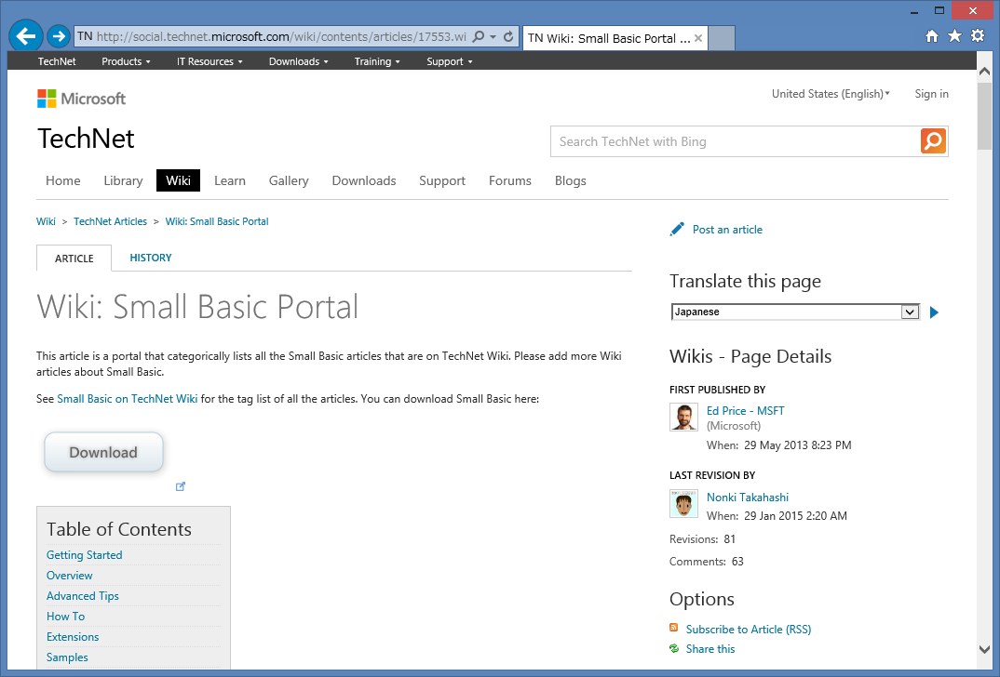 TN http://social.technet.microsoft.com/wiki/contents/articles/17553.wi
TN Wiki: Small Basic Portal ...
TechNet Products IT Resources Downloads Training Support
Microsoft
United States (English) Sign in
TechNet
Search TechNet with Bing
Home Library Wiki Learn Gallery Downloads Support Forums Blogs
Wiki > TechNet Articles > Wiki: Small Basic Portal
ARTICLE HISTORY
Wiki: Small Basic Portal
This article is a portal that categorically lists all the Small Basic articles that are on TechNet Wiki. Please add more Wiki
articles about Small Basic.
See Small Basic on TechNet Wiki for the tag list of all the articles. You can download Small Basic here:
Download
Table of Contents
Getting Started
Overview
Advanced Tips
How To
Extensions
Samples
Post an article
Translate this page
Japanese
Wikis - Page Details
FIRST PUBLISHED BY
Ed Price - MSFT
(Microsoft)
When: 29 May 2013 8:23 PM
LAST REVISION BY
Nonki Takahashi
When: 29 Jan 2015 2:20 AM
Revisions: 81
Comments: 63
Options
Subscribe to Article (RSS)
Share this